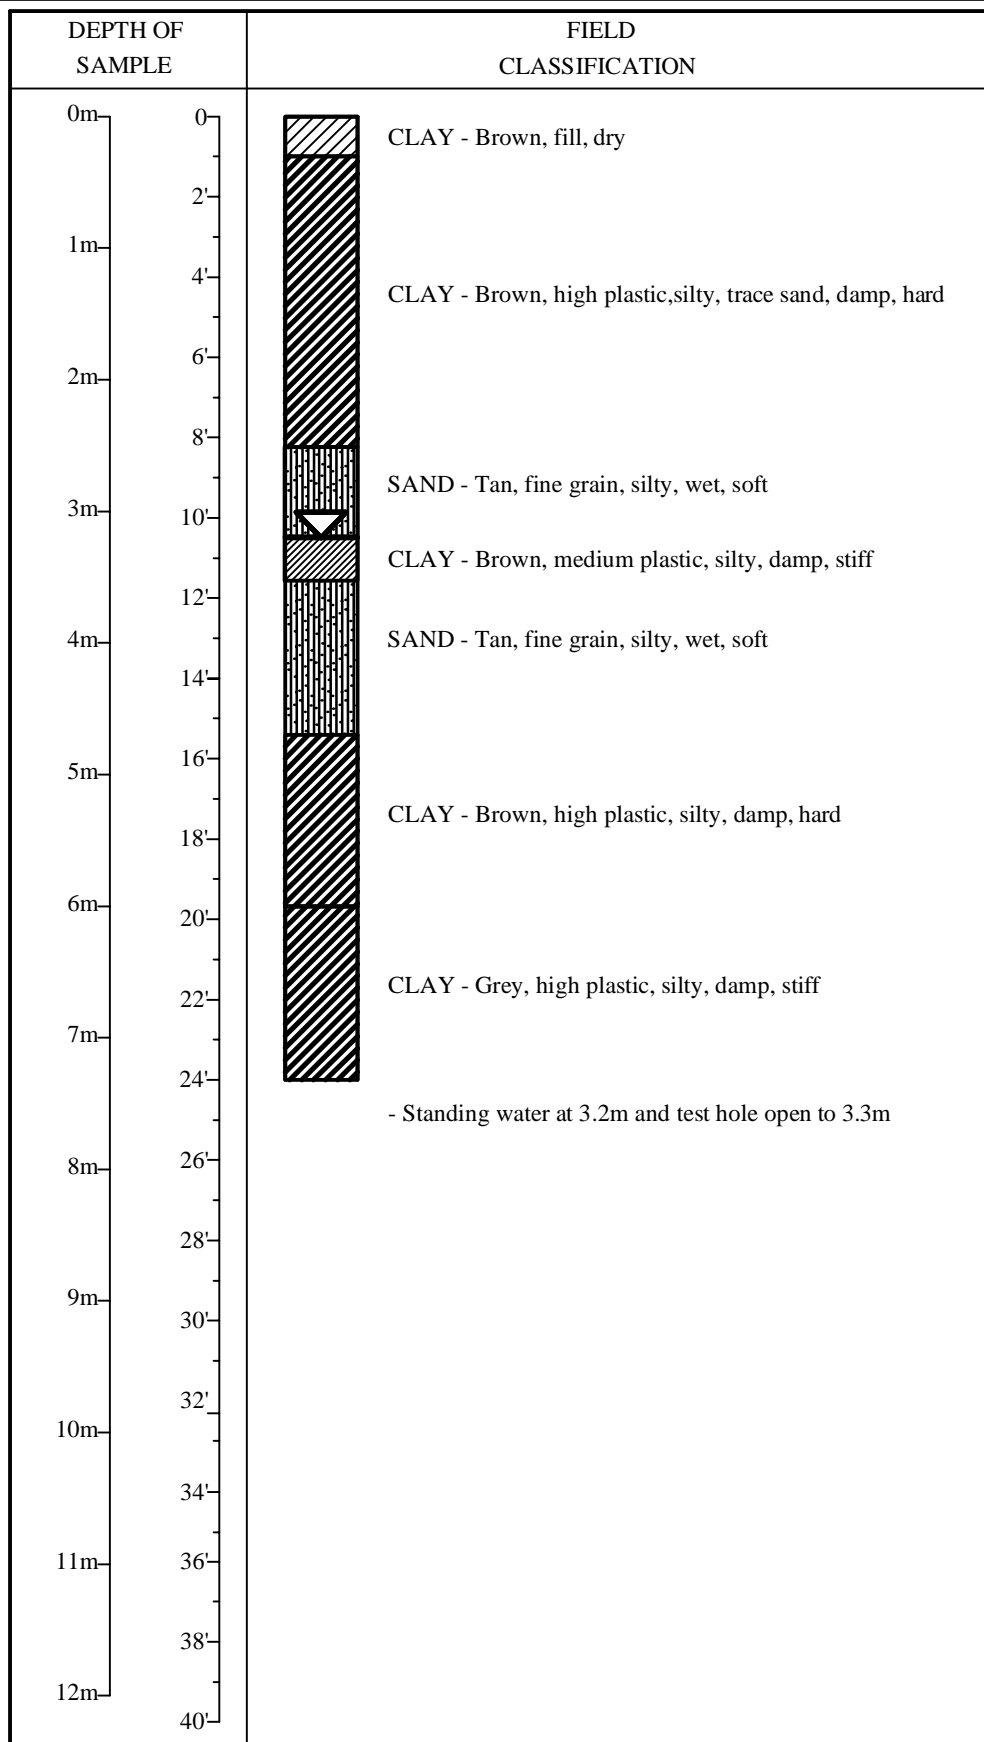 DEPTH OF
SAMPLE
FIELD
CLASSIFICATION
0m
1m
2m
3m
4m
5m
6m
7m
8m
9m
10m
11m
12m
0
2'
4'
6'
8'
10'
12'
14'
16'
18'
20'
22'
24'
26'
28'
30'
32'
34'
36'
38'
40'
CLAY - Brown, fill, dry
CLAY - Brown, high plastic,silty, trace sand, damp, hard
SAND - Tan, fine grain, silty, wet, soft
CLAY - Brown, medium plastic, silty, damp, stiff
SAND - Tan, fine grain, silty, wet, soft
CLAY - Brown, high plastic, silty, damp, hard
CLAY - Grey, high plastic, silty, damp, stiff
- Standing water at 3.2m and test hole open to 3.3m